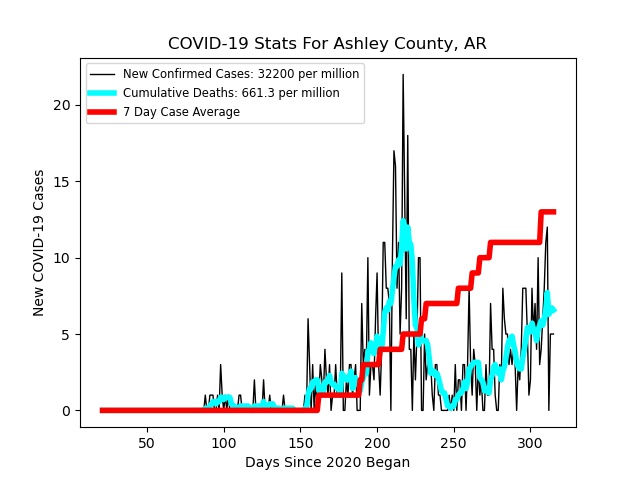 COVID-19 Stats For Ashley County, AR
New Confirmed Cases: 32200 per million
Cumulative Deaths: 661.3 per million
7 Day Case Average
New COVID-19 Cases
20
15
10
5
0
50 100 150 200 250 300
Days Since 2020 Began